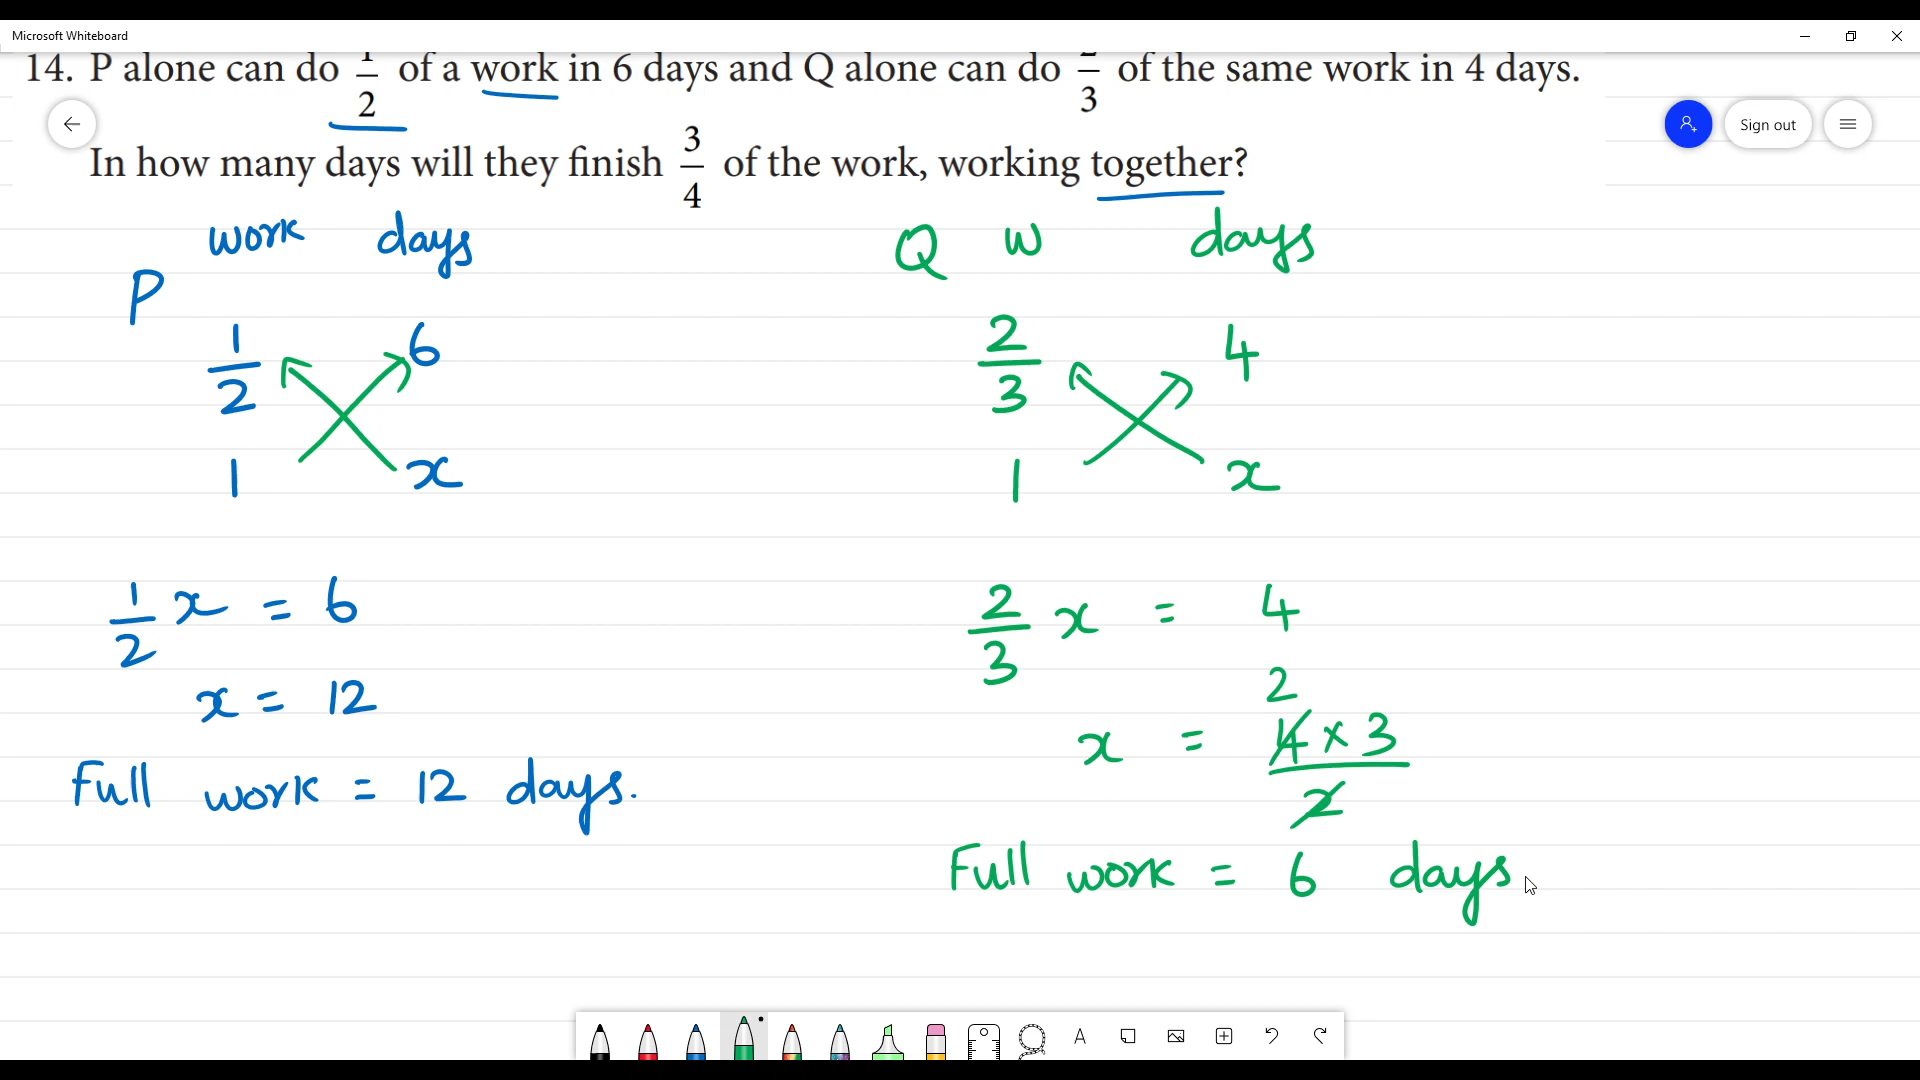 Microsoft Whiteboard
14. P alone can do 1/2 of a work in 6 days and Q alone can do 2/3 of the same work in 4 days.
In how many days will they finish 3/4 of the work, working together?
Sign out
work days
P
1/2 6
1 x
1/2 x = 6
x = 12
Full work = 12 days.
Q W days
2/3 4
1 x
2/3 x = 4
2
x = 4 x 3 / 2
Full work = 6 days
A